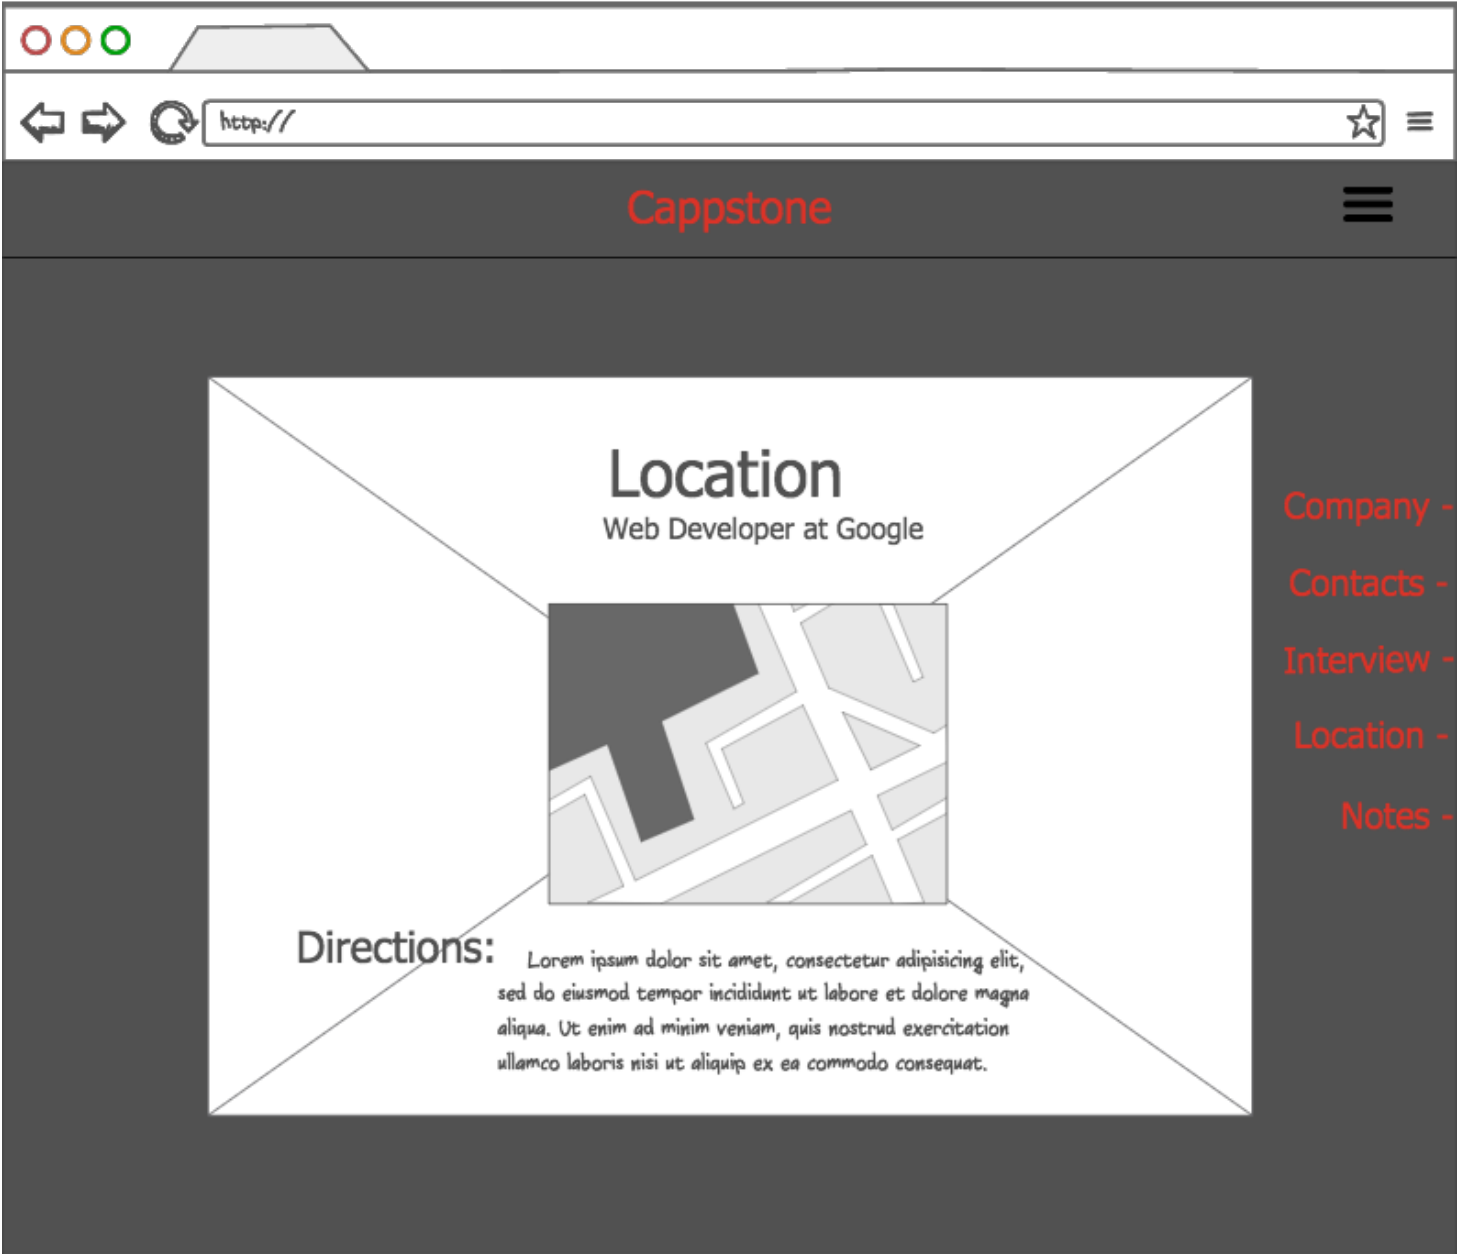 http://
Cappstone
Location
Web Developer at Google
Company -
Contacts -
Interview -
Location -
Notes -
Directions:
Lorem ipsum dolor sit amet, consectetur adipisicing elit,
sed do eiusmod tempor incididunt ut labore et dolore magna
aliqua. Ut enim ad minim veniam, quis nostrud exercitation
ullamco laboris nisi ut aliquip ex ea commodo consequat.